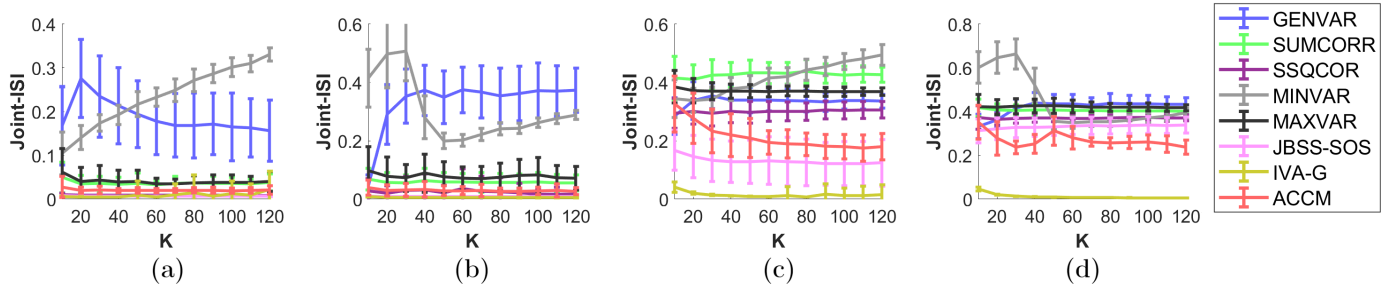 0.4
0.3
0.2
0.1
0
Joint-ISI
20 40 60 80 100 120
K
(a)
0.6
0.4
0.2
0
Joint-ISI
20 40 60 80 100 120
K
(b)
0.6
0.4
0.2
0
Joint-ISI
20 40 60 80 100 120
K
(c)
0.8
0.6
0.4
0.2
0
Joint-ISI
20 40 60 80 100 120
K
(d)
GENVAR
SUMCORR
SSQCOR
MINVAR
MAXVAR
JBSS-SOS
IVA-G
ACCM